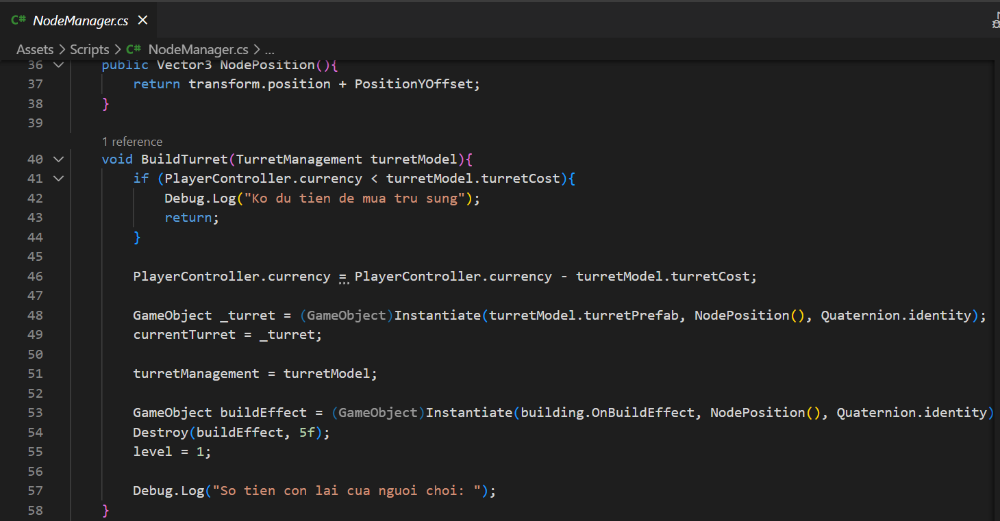 C# NodeManager.cs ×
Assets > Scripts > C# NodeManager.cs > ...
36 public Vector3 NodePosition(){
37 return transform.position + PositionYOffset;
38 }
39
1 reference
40 void BuildTurret(TurretManagement turretModel){
41 if (PlayerController.currency < turretModel.turretCost){
42 Debug.Log("Ko du tien de mua tru sung");
43 return;
44 }
45
46 PlayerController.currency = PlayerController.currency - turretModel.turretCost;
47
48 GameObject _turret = (GameObject)Instantiate(turretModel.turretPrefab, NodePosition(), Quaternion.identity);
49 currentTurret = _turret;
50
51 turretManagement = turretModel;
52
53 GameObject buildEffect = (GameObject)Instantiate(building.OnBuildEffect, NodePosition(), Quaternion.identity)
54 Destroy(buildEffect, 5f);
55 level = 1;
56
57 Debug.Log("So tien con lai cua nguoi choi: ");
58 }